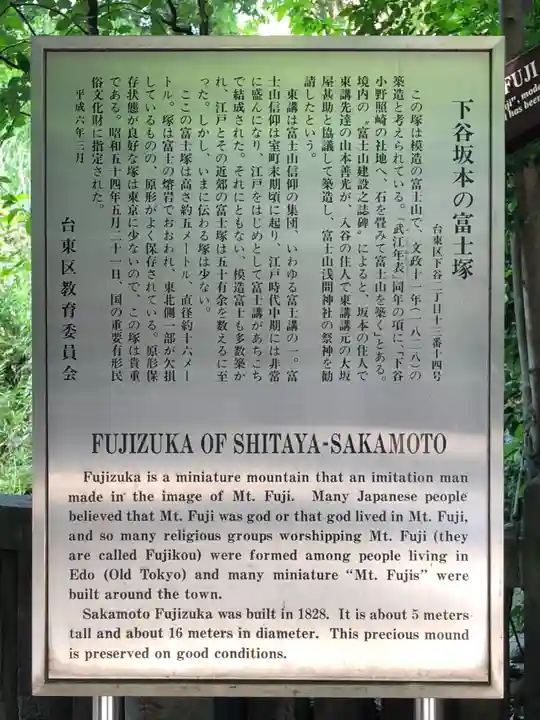 下谷坂本の富士塚
台東区下谷二丁目十三番十四号
この塚は模造の富士山で、文政十一年(一八二八)の
築造と考えられている。「武江年表」同年の項に、「下谷
小野照崎の社地へ、石を畳みて富士山を築く」とある。
境内の〝富士山建設之誌碑〟によると、坂本の住人で
東講先達の山本善光が、入谷の住人で東講講元の大坂
屋甚助と協議して築造し、富士山浅間神社の祭神を勧
請したという。
東講は富士山信仰の集団、いわゆる富士講の一。富
士山信仰は室町末期頃に起り、江戸時代中期には非常
に盛んになり、江戸をはじめとして富士講があちこち
で結成された。それにともない、模造富士も多数築か
れ、江戸とその近郊の富士塚は五十有余を数えるに至
った。しかし、いまに伝わる塚は少ない。
ここの富士塚は高さ約五メートル、直径約十六メー
トル。塚は富士の熔岩でおおわれ、東北側一部が欠損
しているものの、原形がよく保存されている。原形保
存状態が良好な塚は東京に少ないので、この塚は貴重
である。昭和五十四年五月二十一日、国の重要有形民
俗文化財に指定された。
平成六年三月
台東区教育委員会
FUJIZUKA OF SHITAYA-SAKAMOTO
Fujizuka is a miniature mountain that an imitation man
made in the image of Mt. Fuji. Many Japanese people
believed that Mt. Fuji was god or that god lived in Mt. Fuji,
and so many religious groups worshipping Mt. Fuji (they
are called Fujikou) were formed among people living in
Edo (Old Tokyo) and many miniature "Mt. Fujis" were
built around the town.
Sakamoto Fujizuka was built in 1828. It is about 5 meters
tall and about 16 meters in diameter. This precious mound
is preserved on good conditions.
FUJI